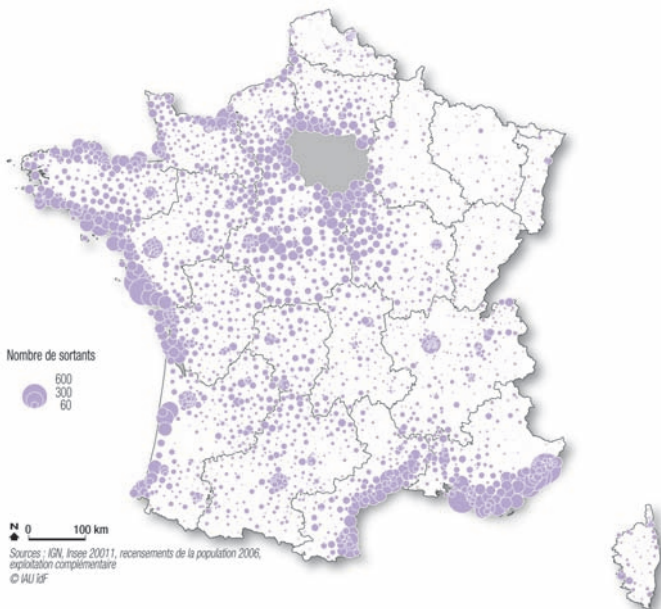 Nombre de sortants
600
300
60
N 0 100 km
Sources : IGN, Insee 20011, recensements de la population 2006,
exploitation complémentaire
© IAU îdF